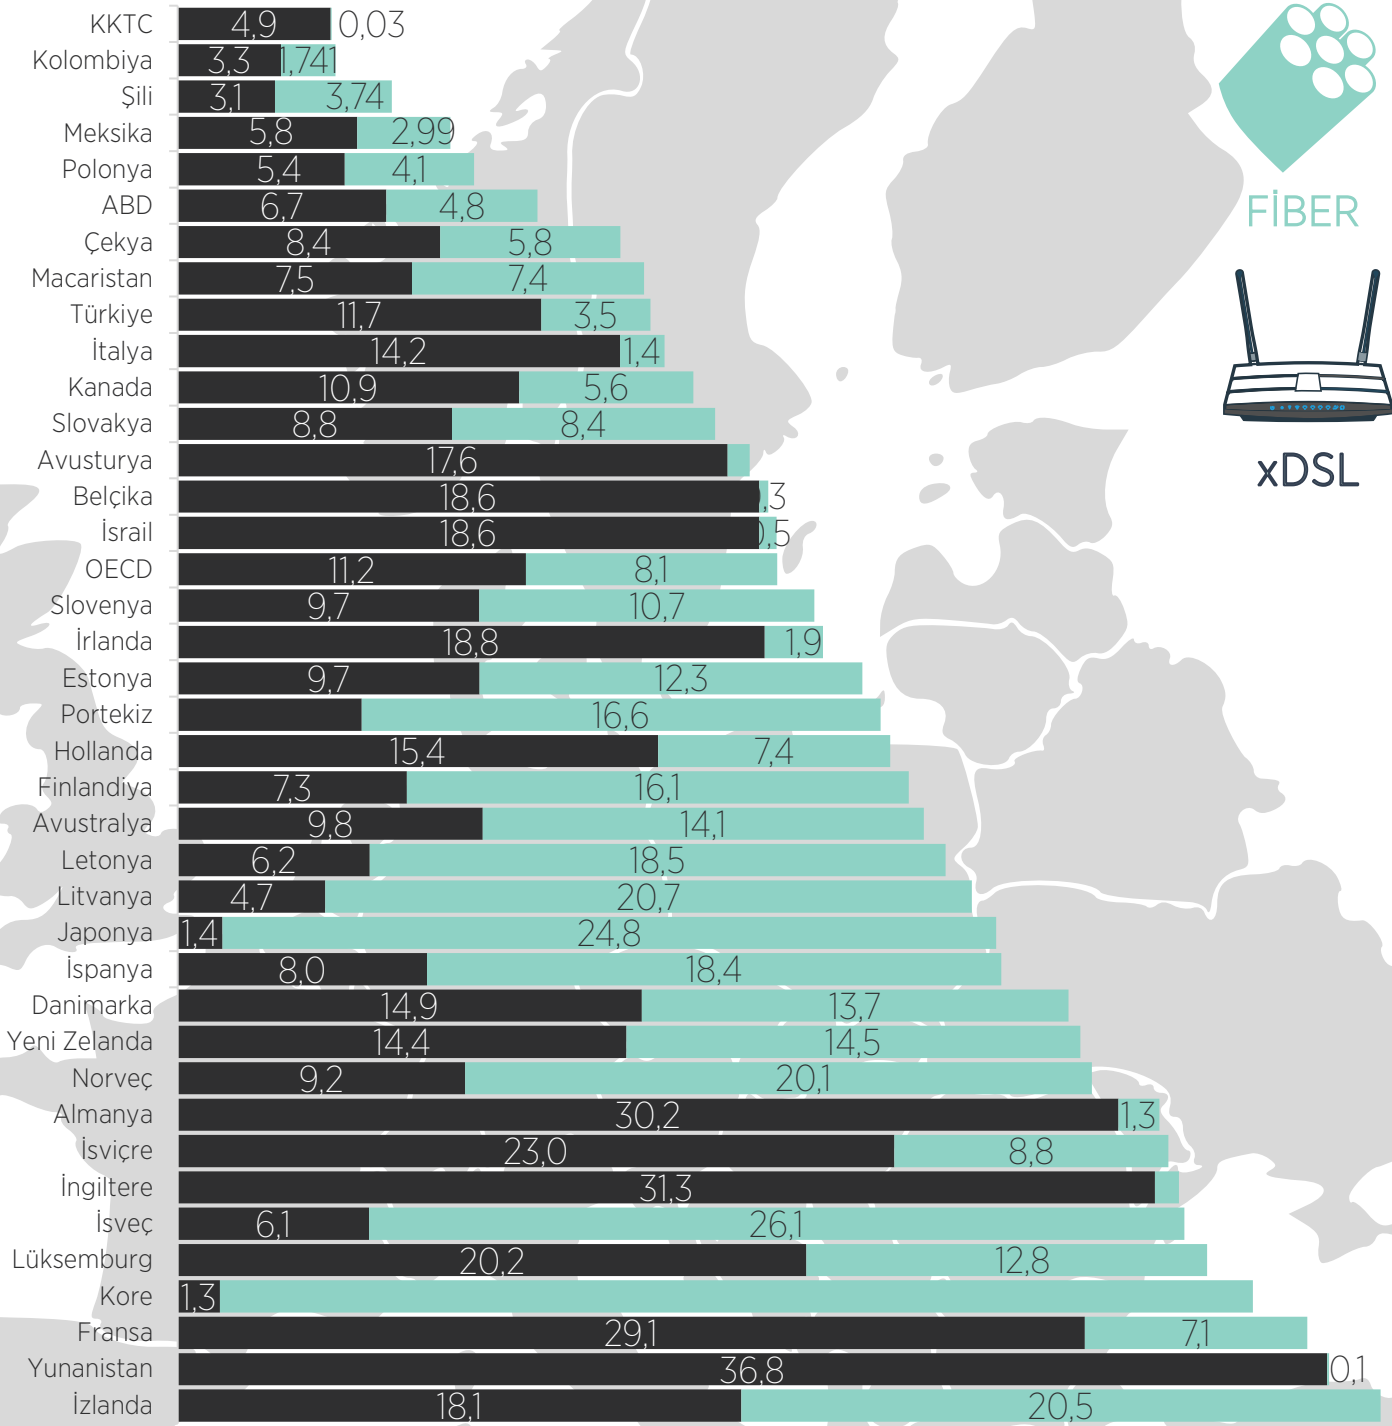 KKTC 4,9 0,03
Kolombiya 3,3 1,741
Şili 3,1 3,74
Meksika 5,8 2,99
Polonya 5,4 4,1
ABD 6,7 4,8
Çekya 8,4 5,8
Macaristan 7,5 7,4
Türkiye 11,7 3,5
İtalya 14,2 1,4
Kanada 10,9 5,6
Slovakya 8,8 8,4
Avusturya 17,6
Belçika 18,6 0,3
İsrail 18,6 0,5
OECD 11,2 8,1
Slovenya 9,7 10,7
İrlanda 18,8 1,9
Estonya 9,7 12,3
Portekiz 16,6
Hollanda 15,4 7,4
Finlandiya 7,3 16,1
Avustralya 9,8 14,1
Letonya 6,2 18,5
Litvanya 4,7 20,7
Japonya 1,4 24,8
İspanya 8,0 18,4
Danimarka 14,9 13,7
Yeni Zelanda 14,4 14,5
Norveç 9,2 20,1
Almanya 30,2 1,3
İsviçre 23,0 8,8
İngiltere 31,3
İsveç 6,1 26,1
Lüksemburg 20,2 12,8
Kore 1,3
Fransa 29,1 7,1
Yunanistan 36,8 0,1
İzlanda 18,1 20,5
FİBER
xDSL